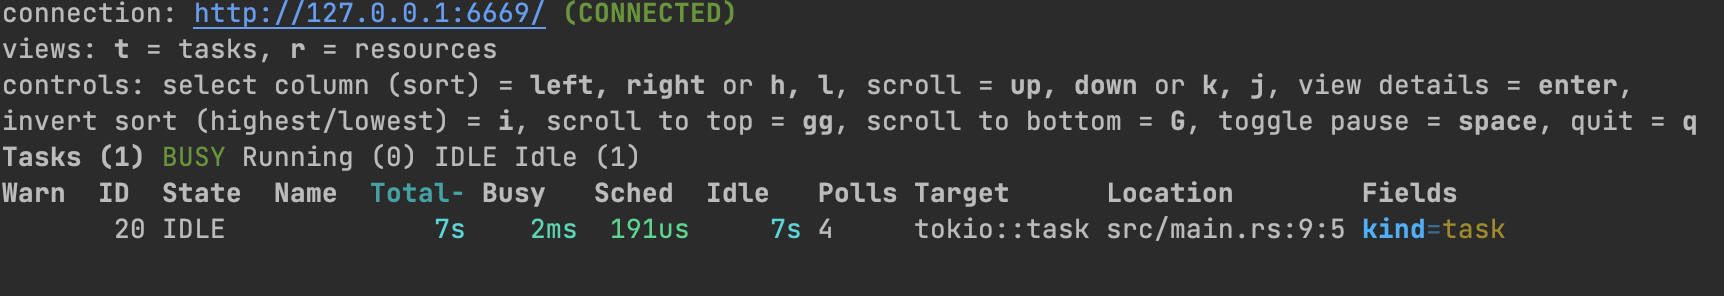 connection: http://127.0.0.1:6669/ (CONNECTED)
views: t = tasks, r = resources
controls: select column (sort) = left, right or h, l, scroll = up, down or k, j, view details = enter,
invert sort (highest/lowest) = i, scroll to top = gg, scroll to bottom = G, toggle pause = space, quit = q
Tasks (1) BUSY Running (0) IDLE Idle (1)
Warn ID State Name Total- Busy Sched Idle Polls Target Location Fields
20 IDLE 7s 2ms 191us 7s 4 tokio::task src/main.rs:9:5 kind=task